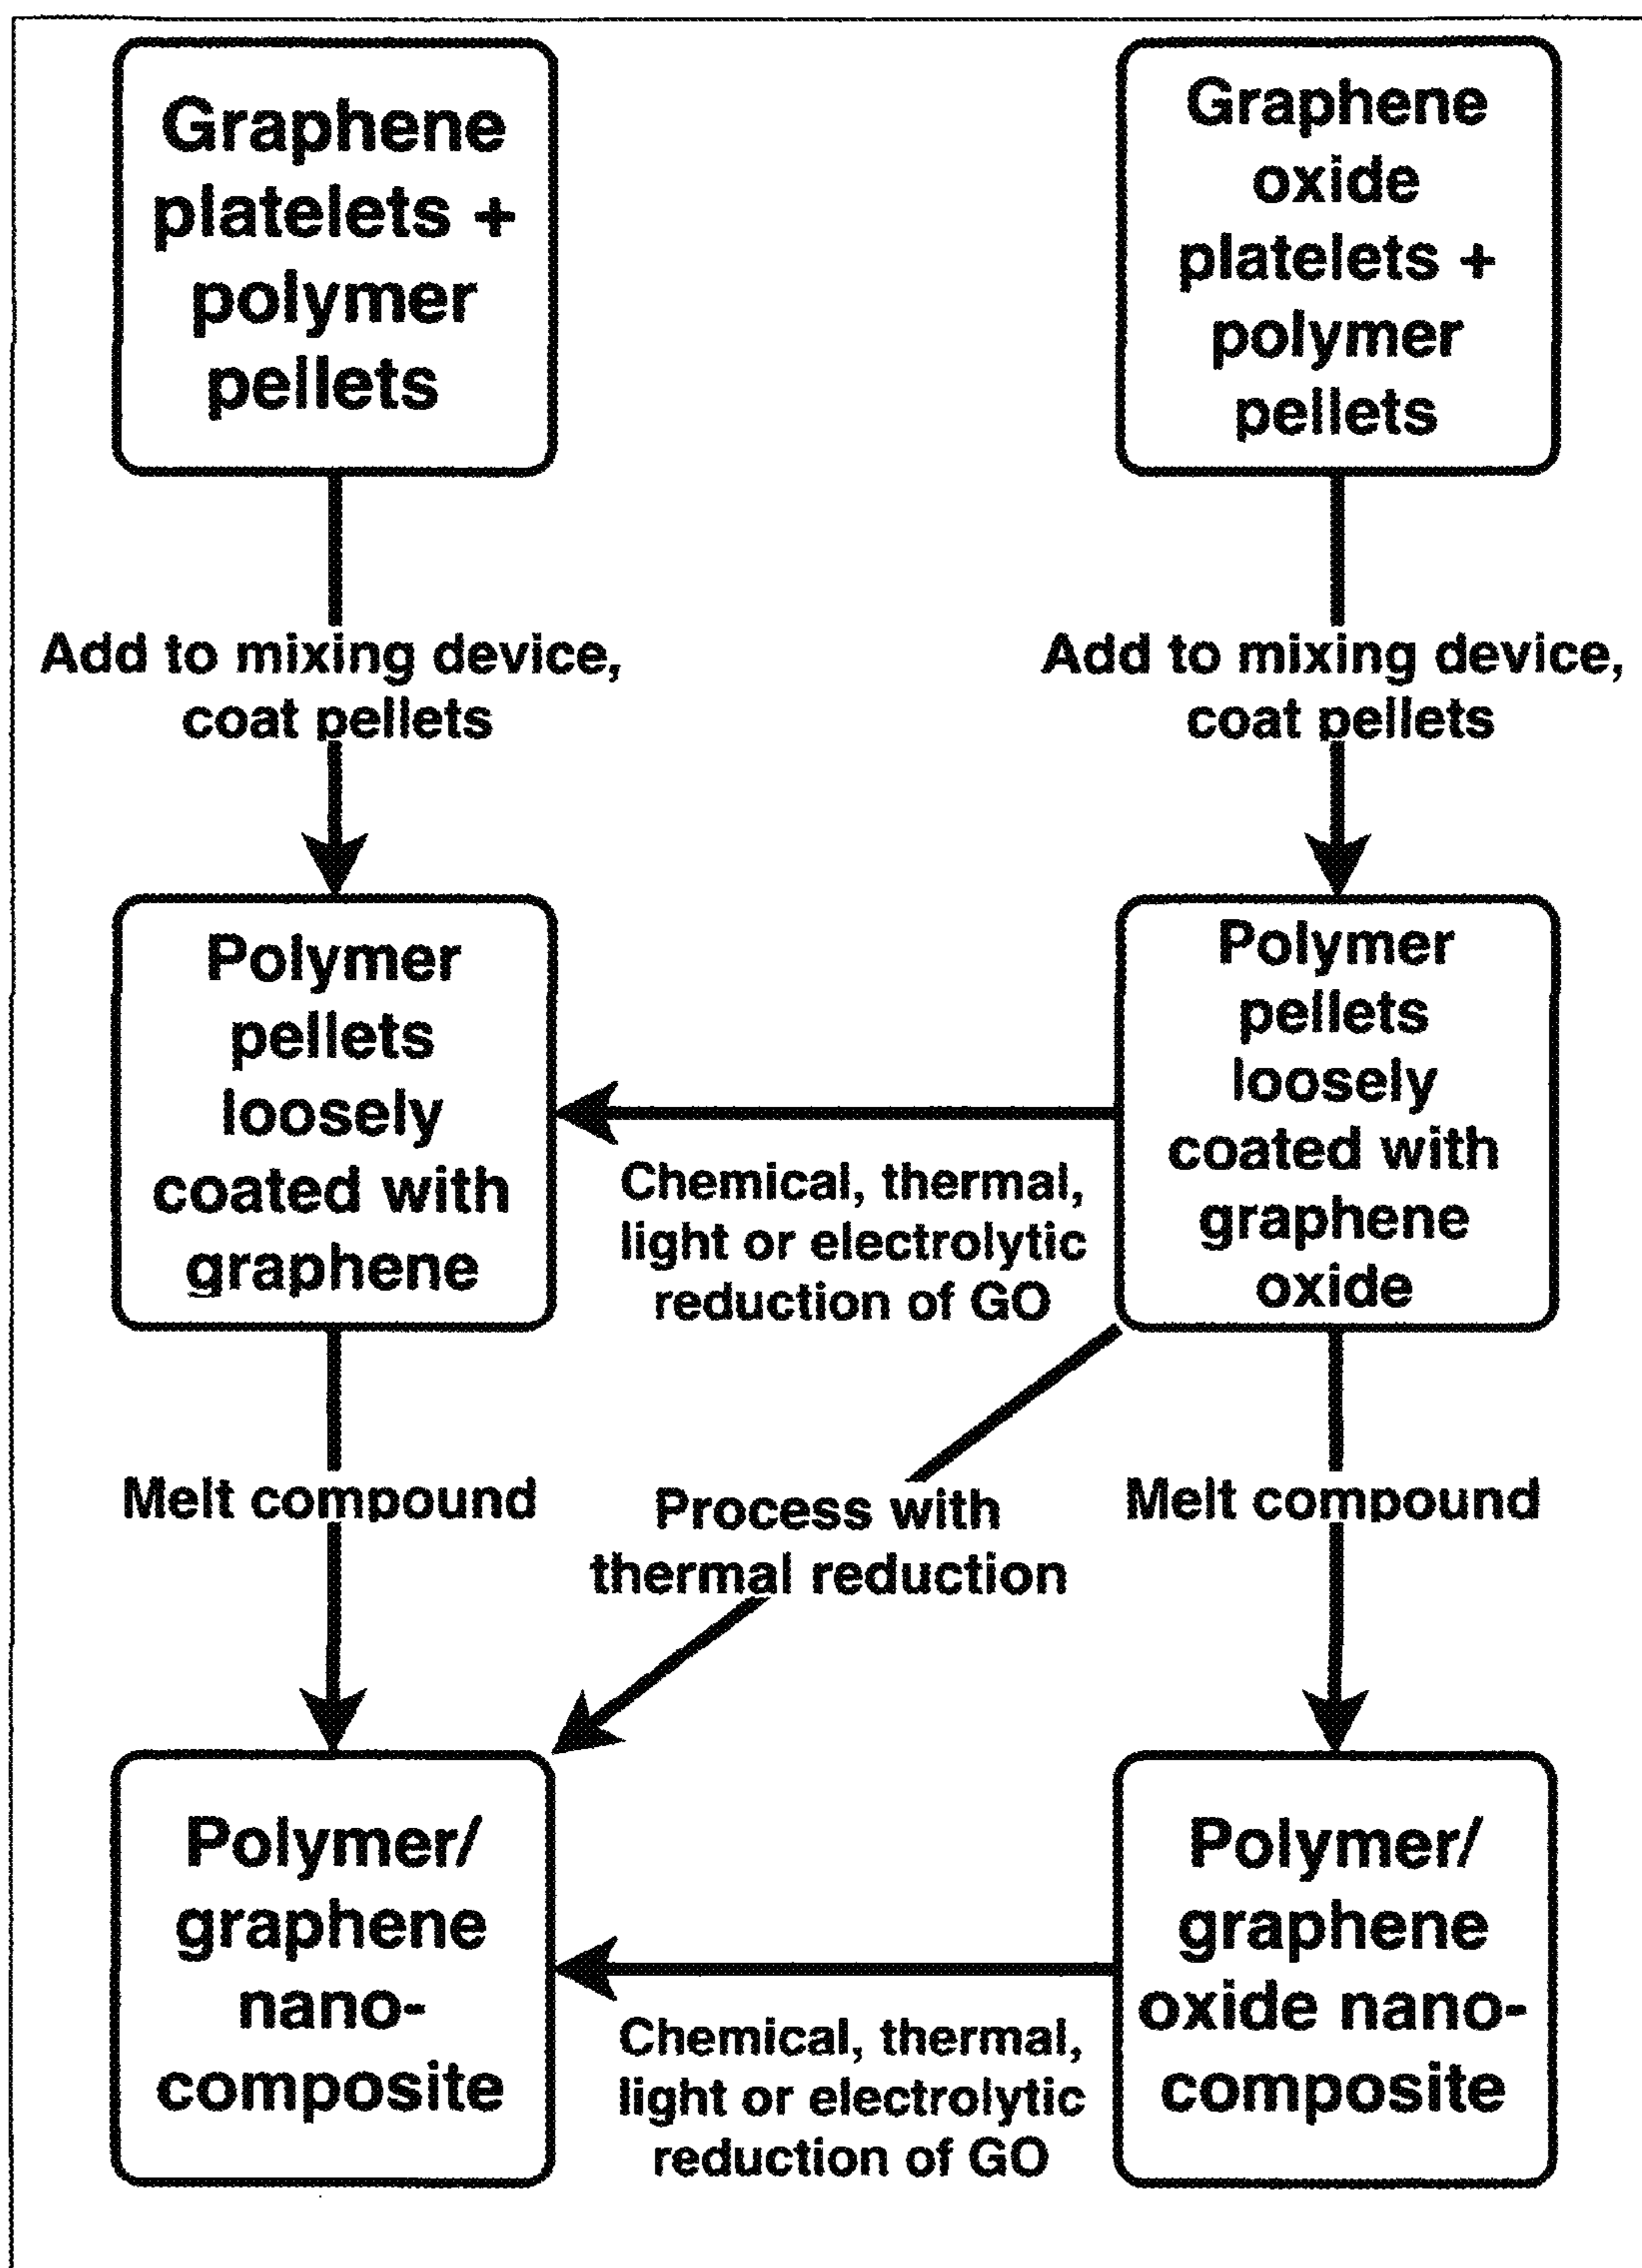 Graphene
platelets +
polymer
pellets
Graphene
oxide
platelets +
polymer
pellets
Add to mixing device,
coat pellets
Add to mixing device,
coat pellets
Polymer
pellets
loosely
coated with
graphene
Polymer
pellets
loosely
coated with
graphene
oxide
Chemical, thermal,
light or electrolytic
reduction of GO
Melt compound
Process with
thermal reduction
Melt compound
Polymer/
graphene
nano-
composite
Polymer/
graphene
oxide nano-
composite
Chemical, thermal,
light or electrolytic
reduction of GO